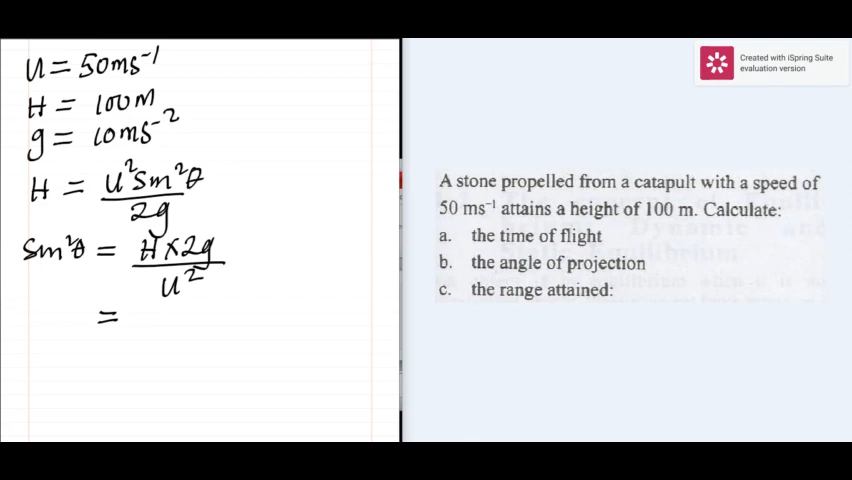 U = 50ms⁻¹
H = 100M
g = 10ms⁻²
H = U²Sin²θ / 2g
Sin²θ = H × 2g / U²
=
Created with iSpring Suite
evaluation version
A stone propelled from a catapult with a speed of
50 ms⁻¹ attains a height of 100 m. Calculate:
a. the time of flight
b. the angle of projection
c. the range attained: